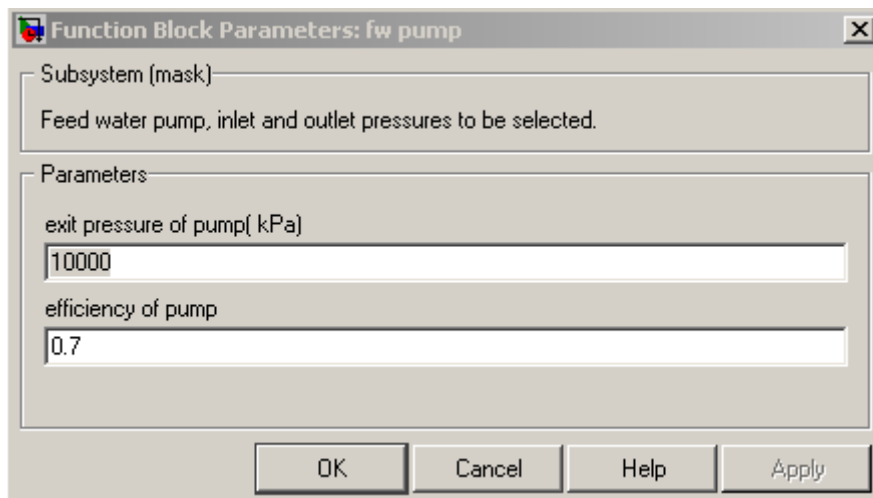 Function Block Parameters: fw pump
Subsystem (mask)
Feed water pump, inlet and outlet pressures to be selected.
Parameters
exit pressure of pump( kPa)
10000
efficiency of pump
0.7
OK Cancel Help Apply